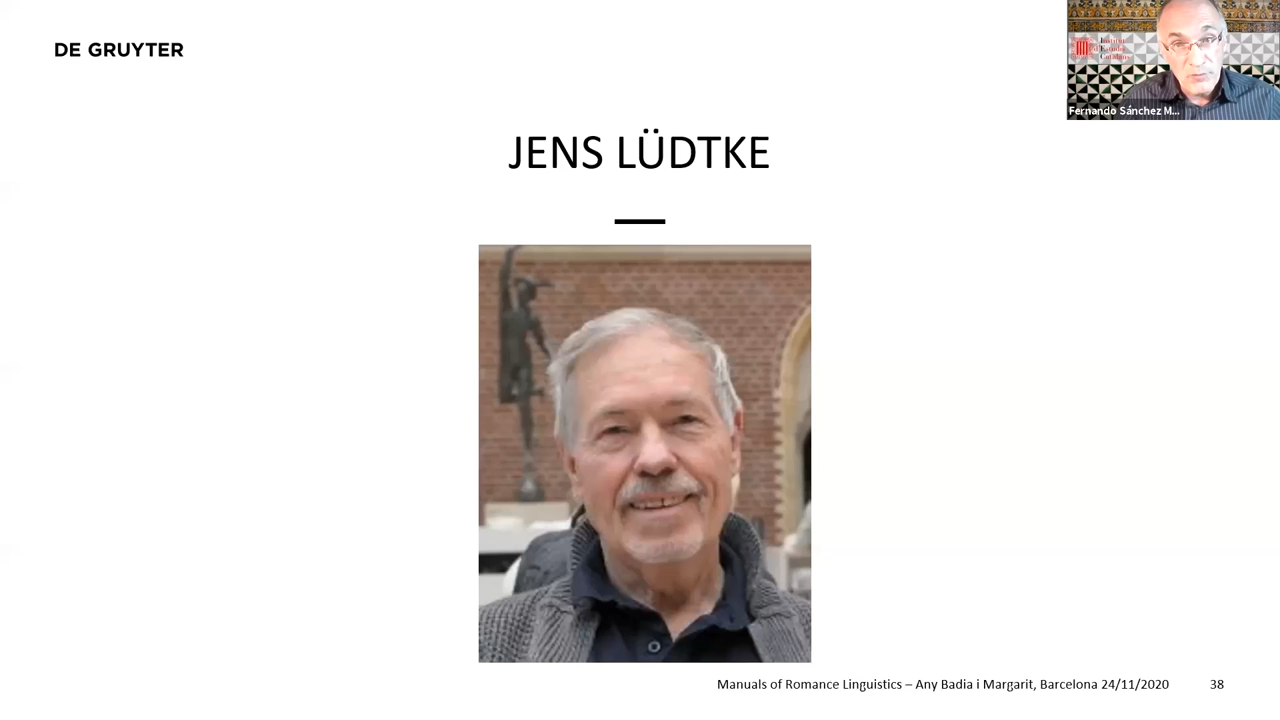 DE GRUYTER
Fernando Sánchez M...
JENS LÜDTKE
Manuals of Romance Linguistics – Any Badia i Margarit, Barcelona 24/11/2020 38